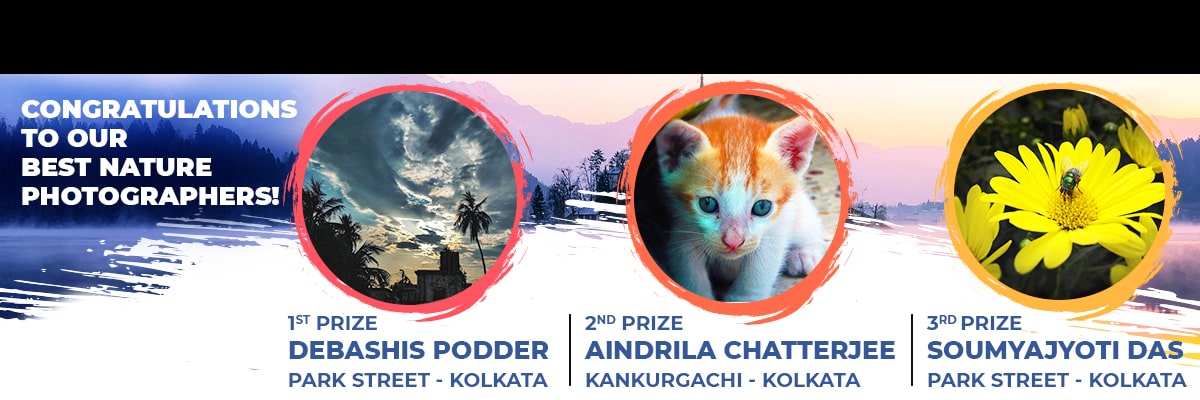 CONGRATULATIONS
TO OUR
BEST NATURE
PHOTOGRAPHERS!
1ST PRIZE
DEBASHIS PODDER
PARK STREET - KOLKATA
2ND PRIZE
AINDRILA CHATTERJEE
KANKURGACHI - KOLKATA
3RD PRIZE
SOUMYAJYOTI DAS
PARK STREET - KOLKATA